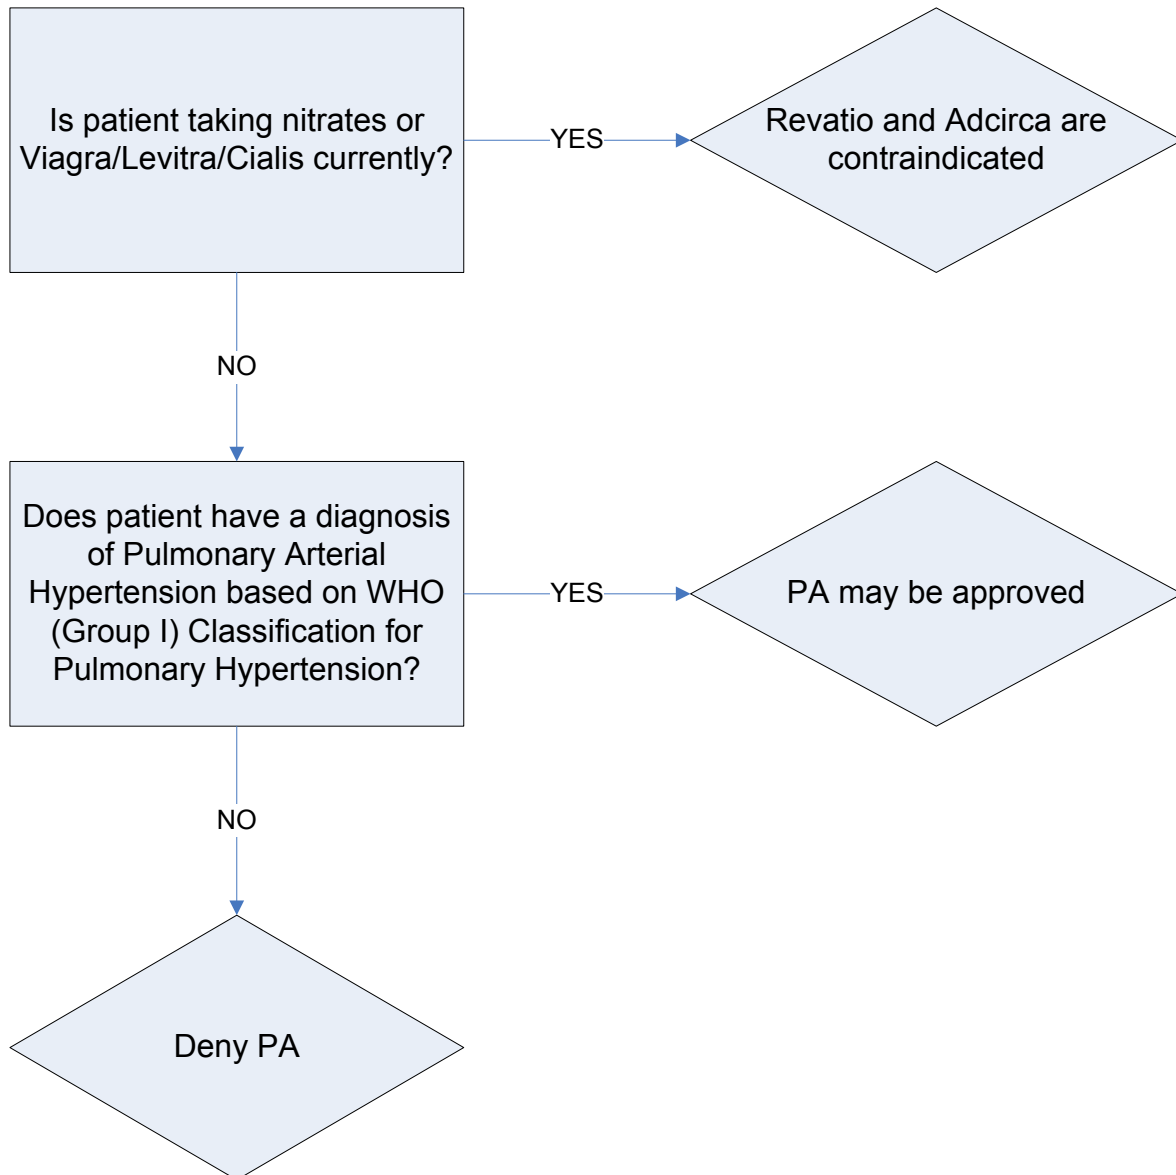 Is patient taking nitrates or
Viagra/Levitra/Cialis currently?
YES
Revatio and Adcirca are
contraindicated
NO
Does patient have a diagnosis
of Pulmonary Arterial
Hypertension based on WHO
(Group I) Classification for
Pulmonary Hypertension?
YES
PA may be approved
NO
Deny PA